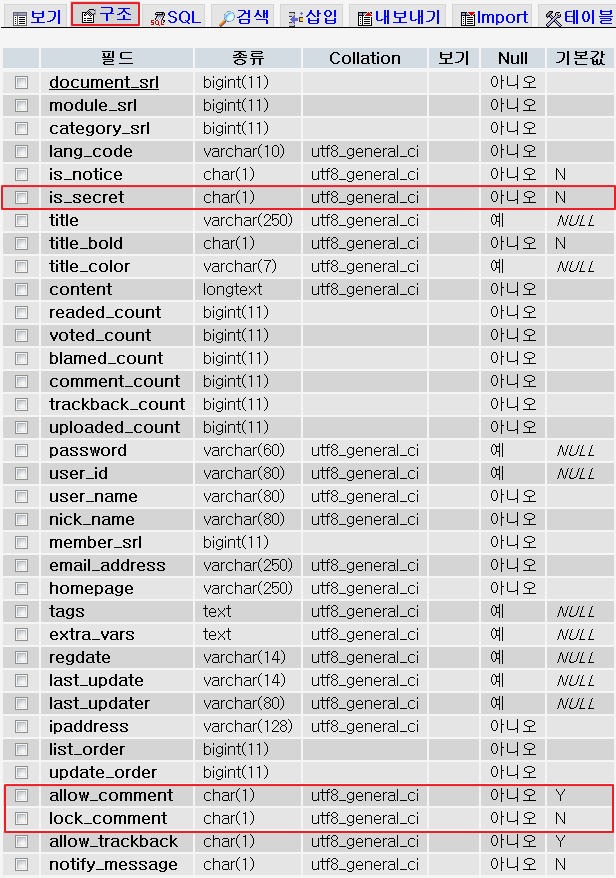 보기 구조 SQL 검색 삽입 내보내기 Import 테이블
필드 종류 Collation 보기 Null 기본값
document_srl bigint(11) 아니오
module_srl bigint(11) 아니오
category_srl bigint(11) 아니오
lang_code varchar(10) utf8_general_ci 아니오
is_notice char(1) utf8_general_ci 아니오 N
is_secret char(1) utf8_general_ci 아니오 N
title varchar(250) utf8_general_ci 예 NULL
title_bold char(1) utf8_general_ci 아니오 N
title_color varchar(7) utf8_general_ci 예 NULL
content longtext utf8_general_ci 아니오
readed_count bigint(11) 아니오
voted_count bigint(11) 아니오
blamed_count bigint(11) 아니오
comment_count bigint(11) 아니오
trackback_count bigint(11) 아니오
uploaded_count bigint(11) 아니오
password varchar(60) utf8_general_ci 예 NULL
user_id varchar(80) utf8_general_ci 예 NULL
user_name varchar(80) utf8_general_ci 아니오
nick_name varchar(80) utf8_general_ci 아니오
member_srl bigint(11) 아니오
email_address varchar(250) utf8_general_ci 아니오
homepage varchar(250) utf8_general_ci 아니오
tags text utf8_general_ci 예 NULL
extra_vars text utf8_general_ci 예 NULL
regdate varchar(14) utf8_general_ci 예 NULL
last_update varchar(14) utf8_general_ci 예 NULL
last_updater varchar(80) utf8_general_ci 예 NULL
ipaddress varchar(128) utf8_general_ci 아니오
list_order bigint(11) 아니오
update_order bigint(11) 아니오
allow_comment char(1) utf8_general_ci 아니오 Y
lock_comment char(1) utf8_general_ci 아니오 N
allow_trackback char(1) utf8_general_ci 아니오 Y
notify_message char(1) utf8_general_ci 아니오 N